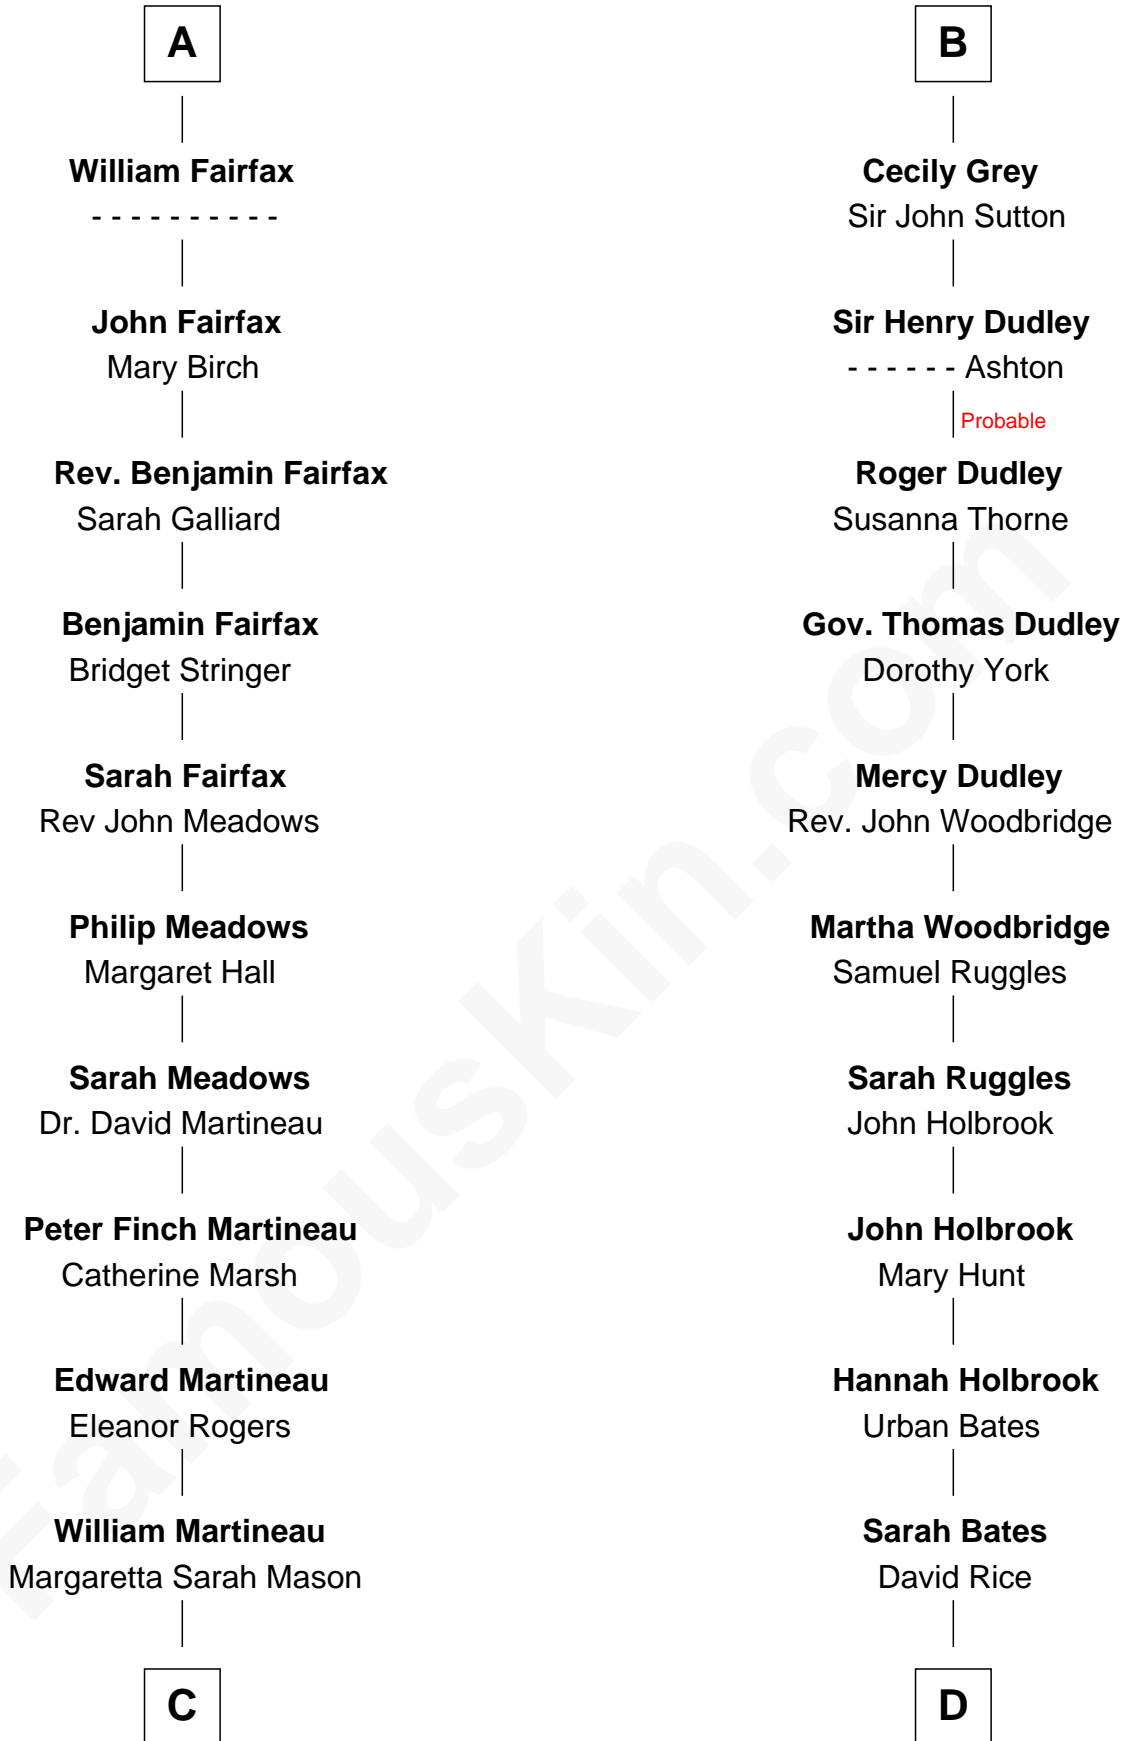 A
William Fairfax
- - - - - - - - - -
John Fairfax
Mary Birch
Rev. Benjamin Fairfax
Sarah Galliard
Benjamin Fairfax
Bridget Stringer
Sarah Fairfax
Rev John Meadows
Philip Meadows
Margaret Hall
Sarah Meadows
Dr. David Martineau
Peter Finch Martineau
Catherine Marsh
Edward Martineau
Eleanor Rogers
William Martineau
Margaretta Sarah Mason
C
B
Cecily Grey
Sir John Sutton
Sir Henry Dudley
- - - - - - Ashton
Probable
Roger Dudley
Susanna Thorne
Gov. Thomas Dudley
Dorothy York
Mercy Dudley
Rev. John Woodbridge
Martha Woodbridge
Samuel Ruggles
Sarah Ruggles
John Holbrook
John Holbrook
Mary Hunt
Hannah Holbrook
Urban Bates
Sarah Bates
David Rice
D
FamousKin.com